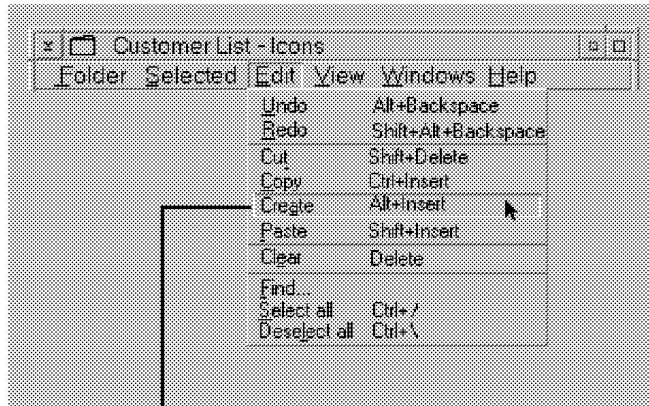 Customer List - Icons
Folder Selected Edit View Windows Help
Undo Alt+Backspace
Redo Shift+Alt+Backspace
Cut Shift+Delete
Copy Ctrl+Insert
Create Alt+Insert
Paste Shift+Insert
Clear Delete
Find...
Select all Ctrl+/
Deselect all Ctrl+\